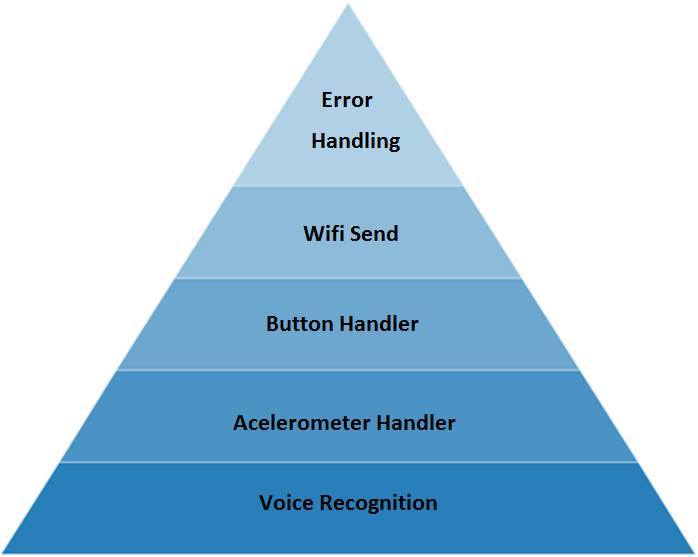 Error
Handling
Wifi Send
Button Handler
Acelerometer Handler
Voice Recognition